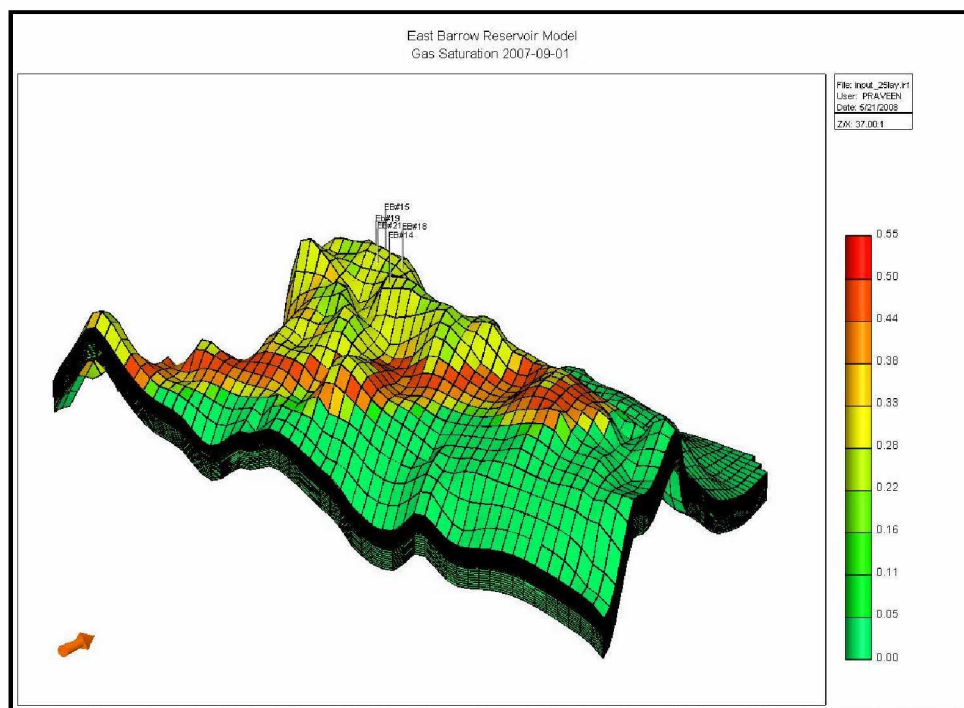 East Barrow Reservoir Model
Gas Saturation 2007-09-01
File: input_25lay.irf
User: PRAVEEN
Date: 5/21/2008
Z/X: 37.00:1
EB#15
Eb#19
EB#21
EB#18
EB#14
0.55
0.50
0.44
0.38
0.33
0.28
0.22
0.16
0.11
0.05
0.00